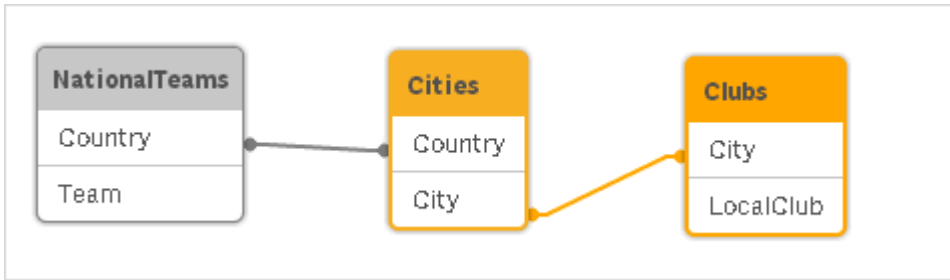 NationalTeams
Country
Team
Cities
Country
City
Clubs
City
LocalClub